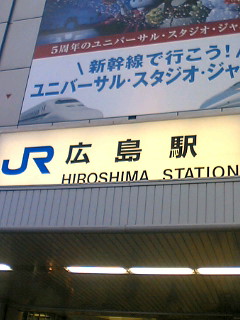 5周年のユニバーサル・スタジオ・ジャ
新幹線で行こう!
ユニバーサル・スタジオ・ジャ
JR 広島駅
HIROSHIMA STATION